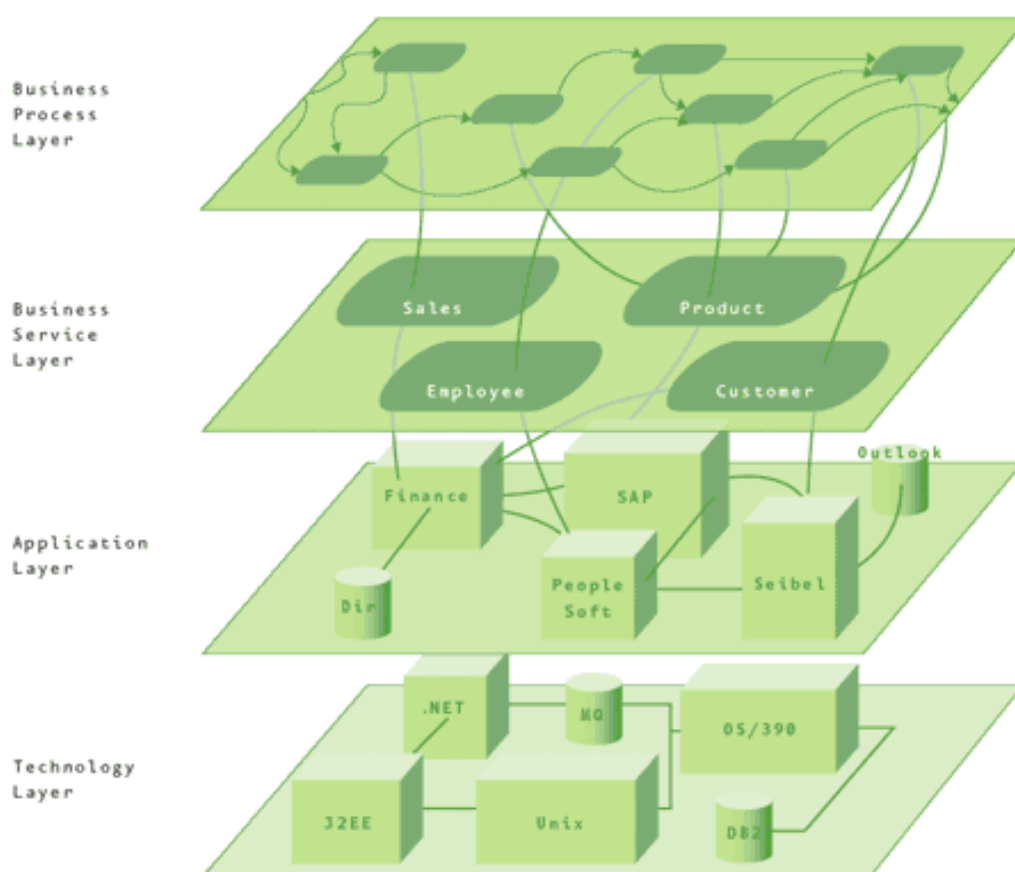 Business
Process
Layer
Business
Service
Layer
Sales
Product
Employee
Customer
Application
Layer
Outlook
Finance
SAP
People
Soft
Seibel
Dir
Technology
Layer
.NET
MQ
OS/390
J2EE
Unix
DB2